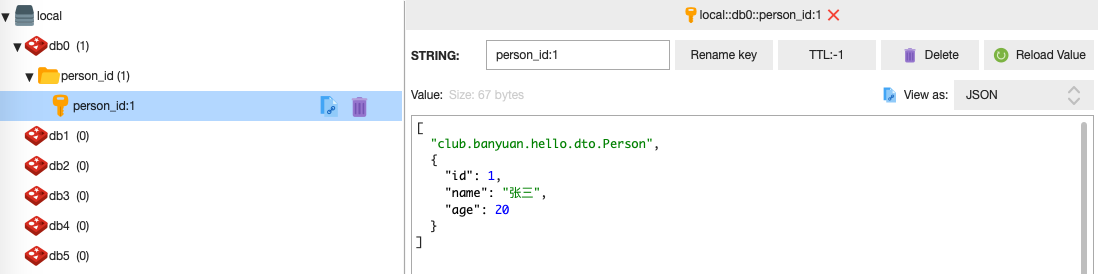 local
db0 (1)
person_id (1)
person_id:1
db1 (0)
db2 (0)
db3 (0)
db4 (0)
db5 (0)
local::db0::person_id:1
STRING: person_id:1 Rename key TTL:-1 Delete Reload Value
Value: Size: 67 bytes View as: JSON
[
"club.banyuan.hello.dto.Person",
{
"id": 1,
"name": "张三",
"age": 20
}
]